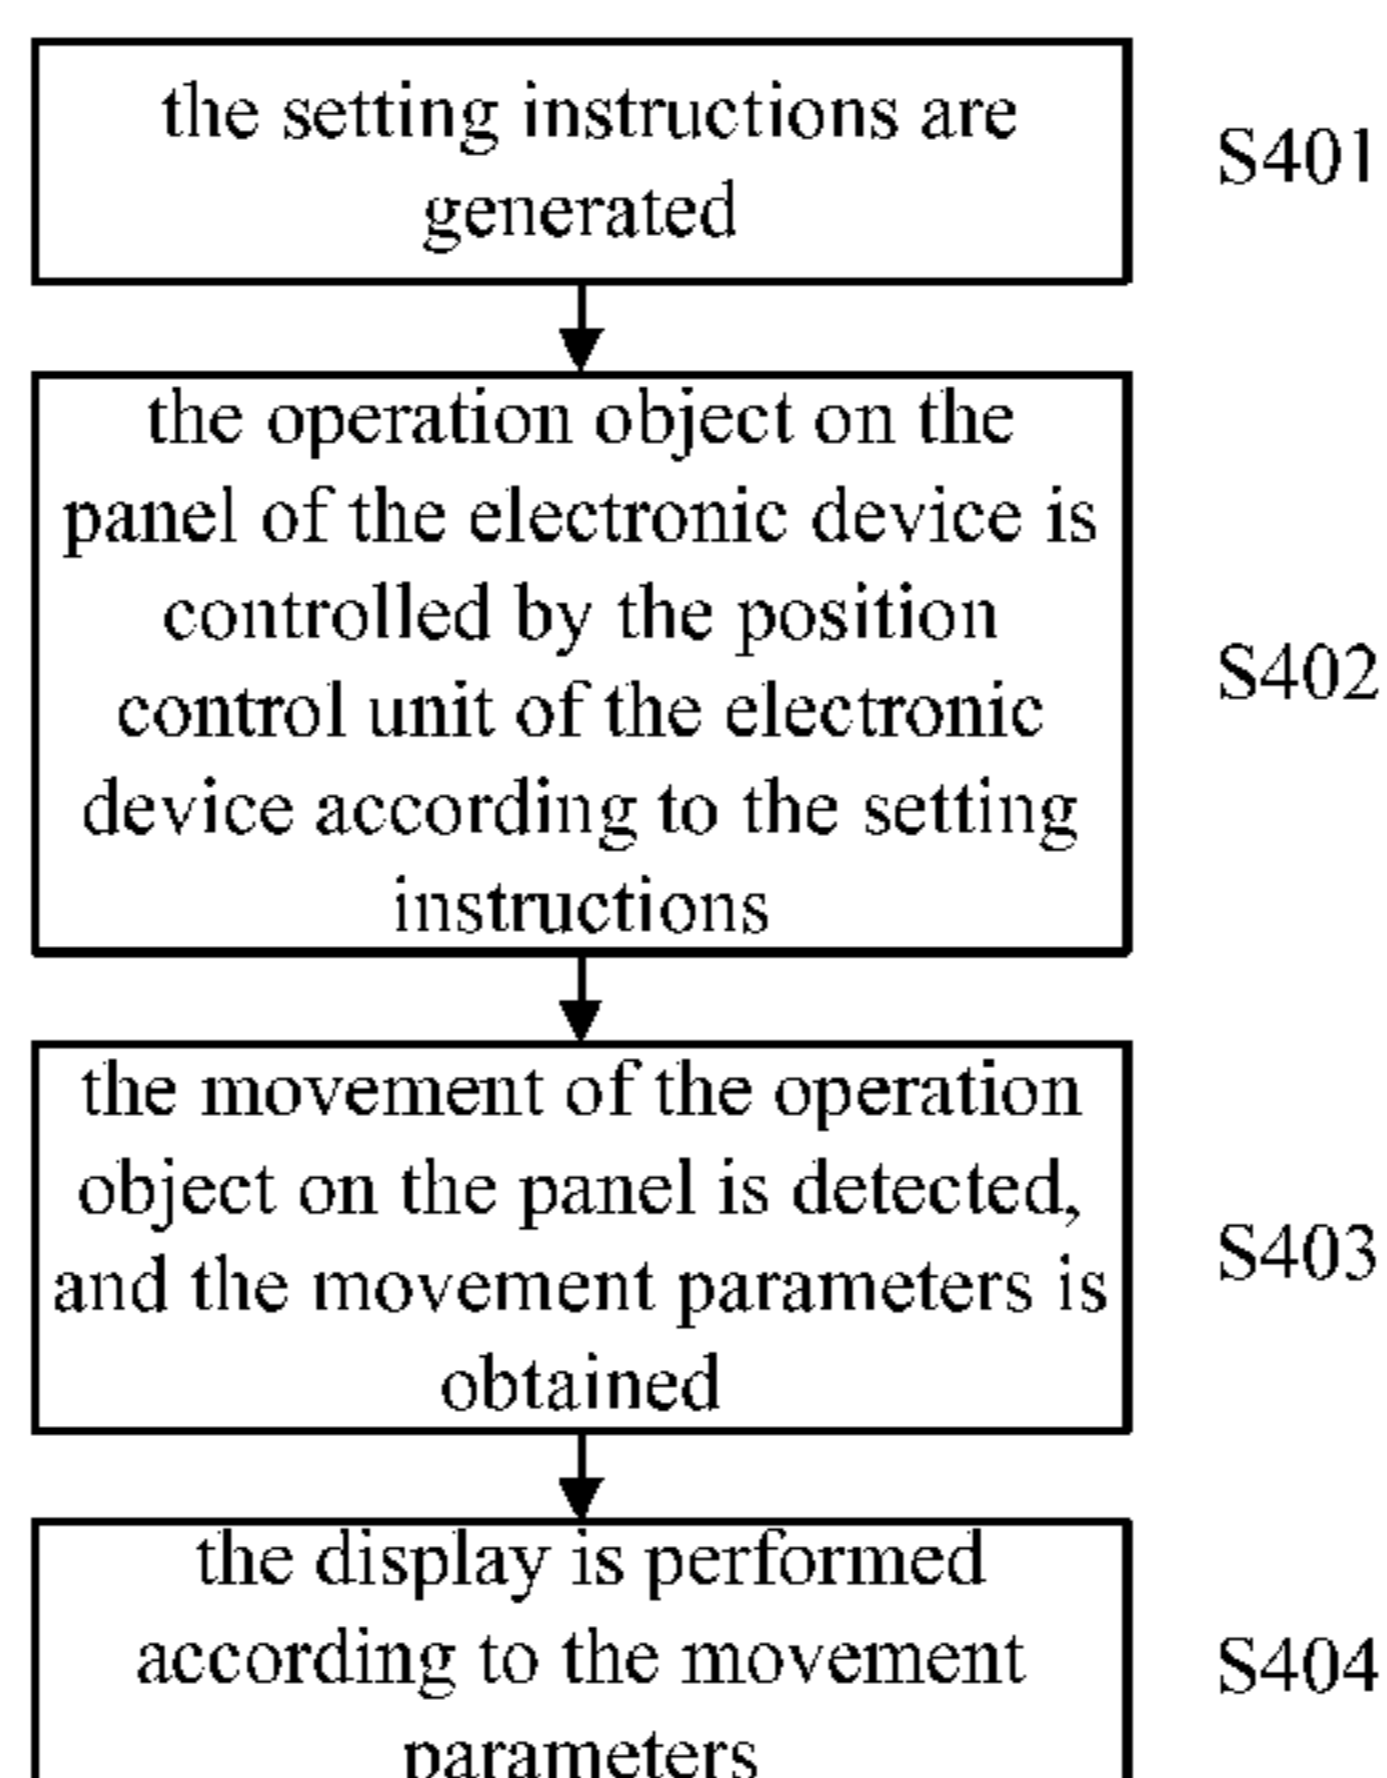 the setting instructions are
generated
S401
the operation object on the
panel of the electronic device is
controlled by the position
control unit of the electronic
device according to the setting
instructions
S402
the movement of the operation
object on the panel is detected,
and the movement parameters is
obtained
S403
the display is performed
according to the movement
parameters
S404